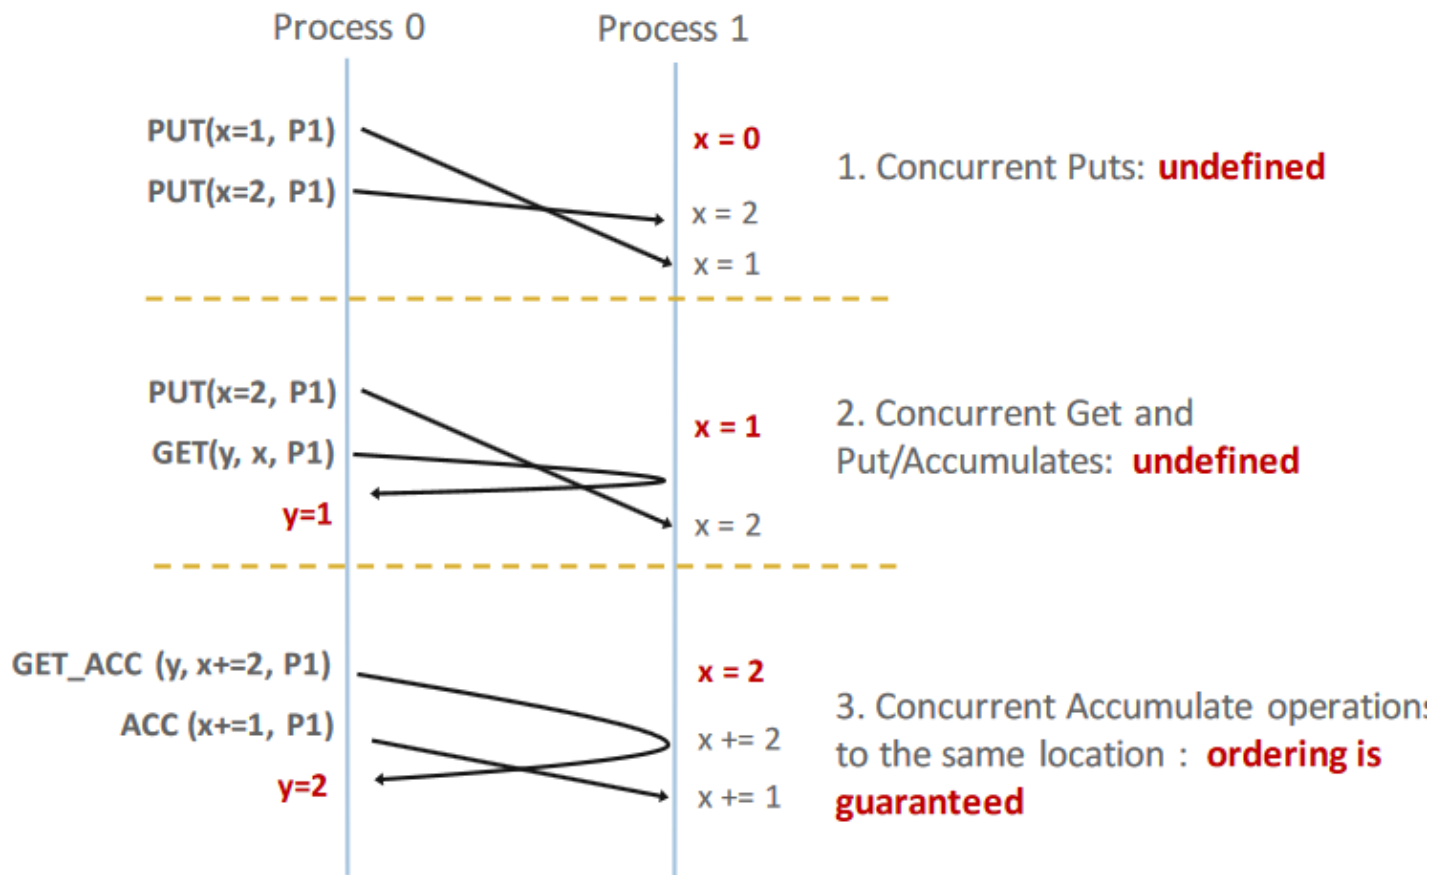 Process 0 Process 1
PUT(x=1, P1)
x = 0
1. Concurrent Puts: undefined
PUT(x=2, P1)
x = 2
x = 1
PUT(x=2, P1)
x = 1
2. Concurrent Get and
Put/Accumulates: undefined
GET(y, x, P1)
y=1
x = 2
GET_ACC (y, x+=2, P1)
x = 2
3. Concurrent Accumulate operations
to the same location : ordering is
guaranteed
ACC (x+=1, P1)
x += 2
y=2
x += 1